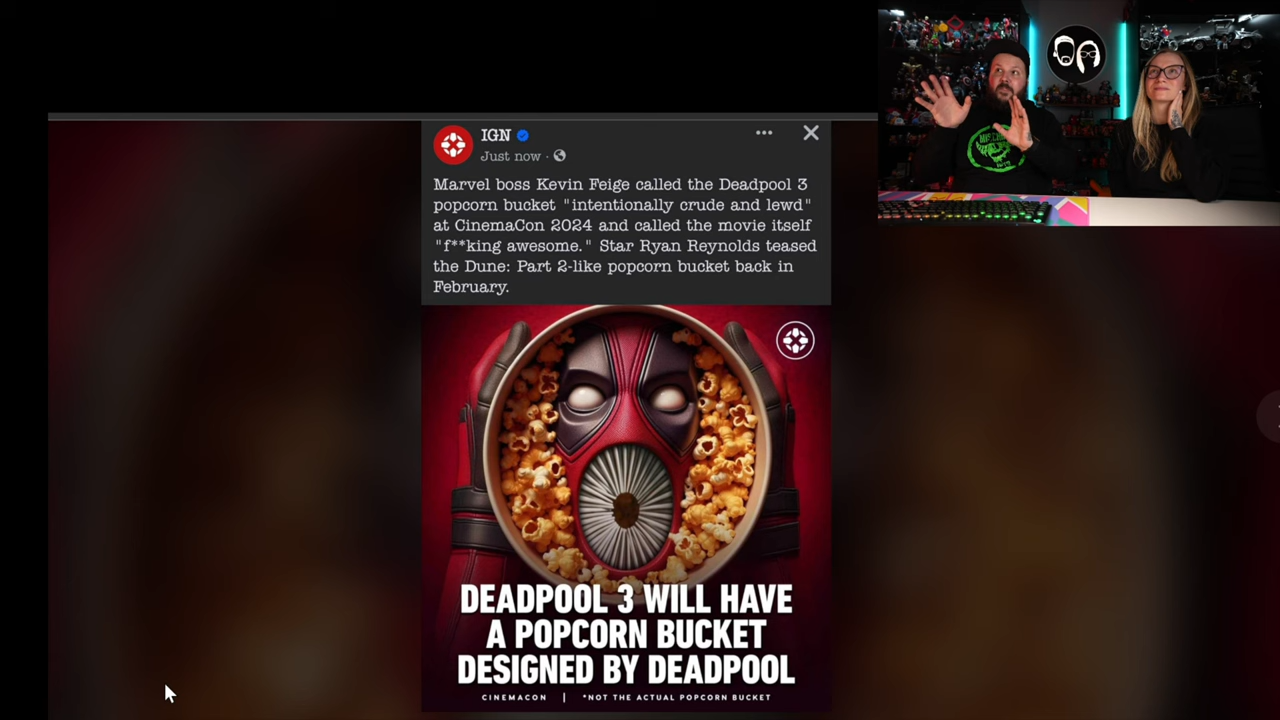 IGN
Just now ·
Marvel boss Kevin Feige called the Deadpool 3
popcorn bucket "intentionally crude and lewd"
at CinemaCon 2024 and called the movie itself
"f**king awesome." Star Ryan Reynolds teased
the Dune: Part 2-like popcorn bucket back in
February.
DEADPOOL 3 WILL HAVE
A POPCORN BUCKET
DESIGNED BY DEADPOOL
CINEMACON | *NOT THE ACTUAL POPCORN BUCKET